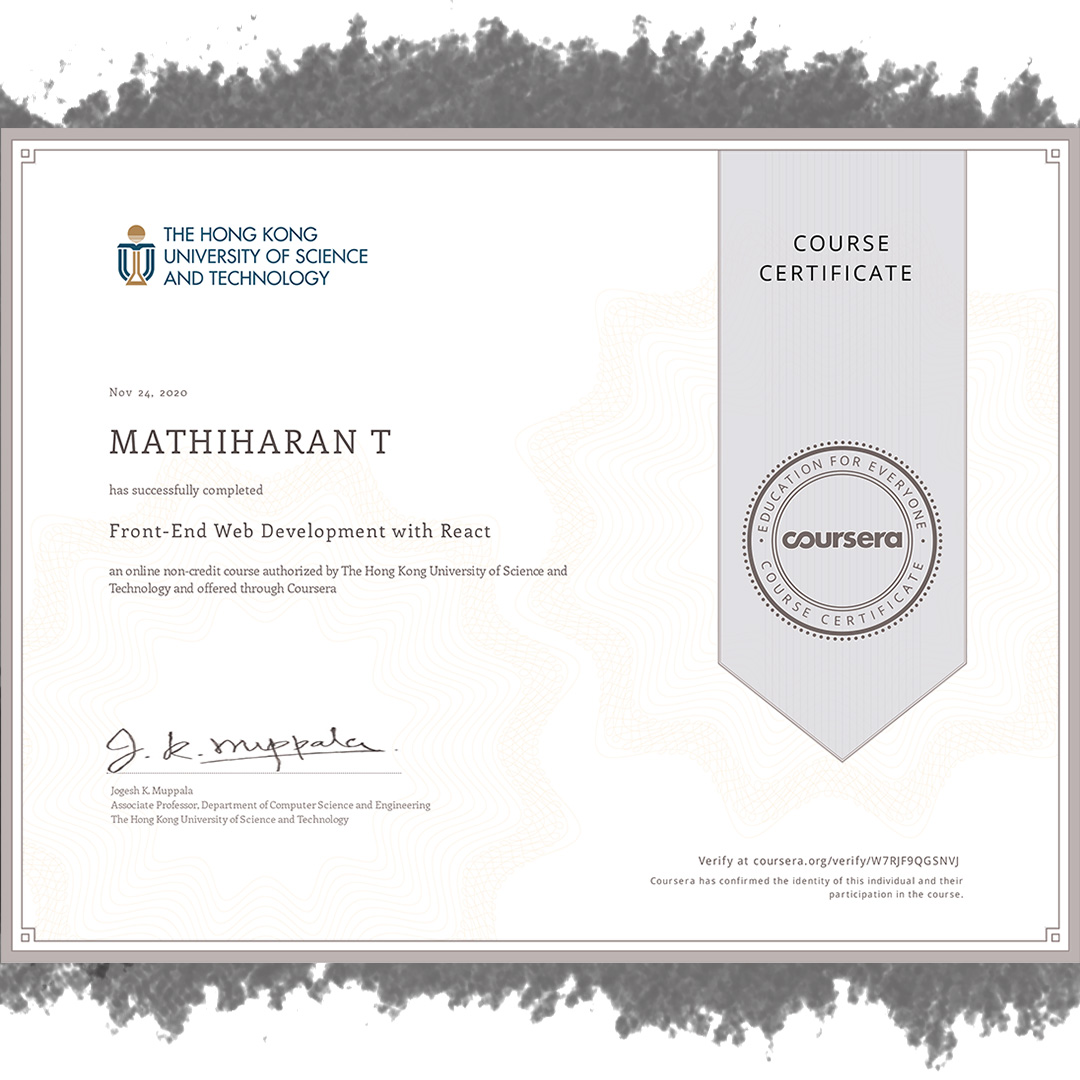 THE HONG KONG
UNIVERSITY OF SCIENCE
AND TECHNOLOGY
COURSE
CERTIFICATE
Nov 24, 2020
MATHIHARAN T
has successfully completed
Front-End Web Development with React
an online non-credit course authorized by The Hong Kong University of Science and
Technology and offered through Coursera
EDUCATION FOR EVERYONE
coursera
COURSE CERTIFICATE
J. K. Muppala
Jogesh K. Muppala
Associate Professor, Department of Computer Science and Engineering
The Hong Kong University of Science and Technology
Verify at coursera.org/verify/W7RJF9QGSNVJ
Coursera has confirmed the identity of this individual and their
participation in the course.